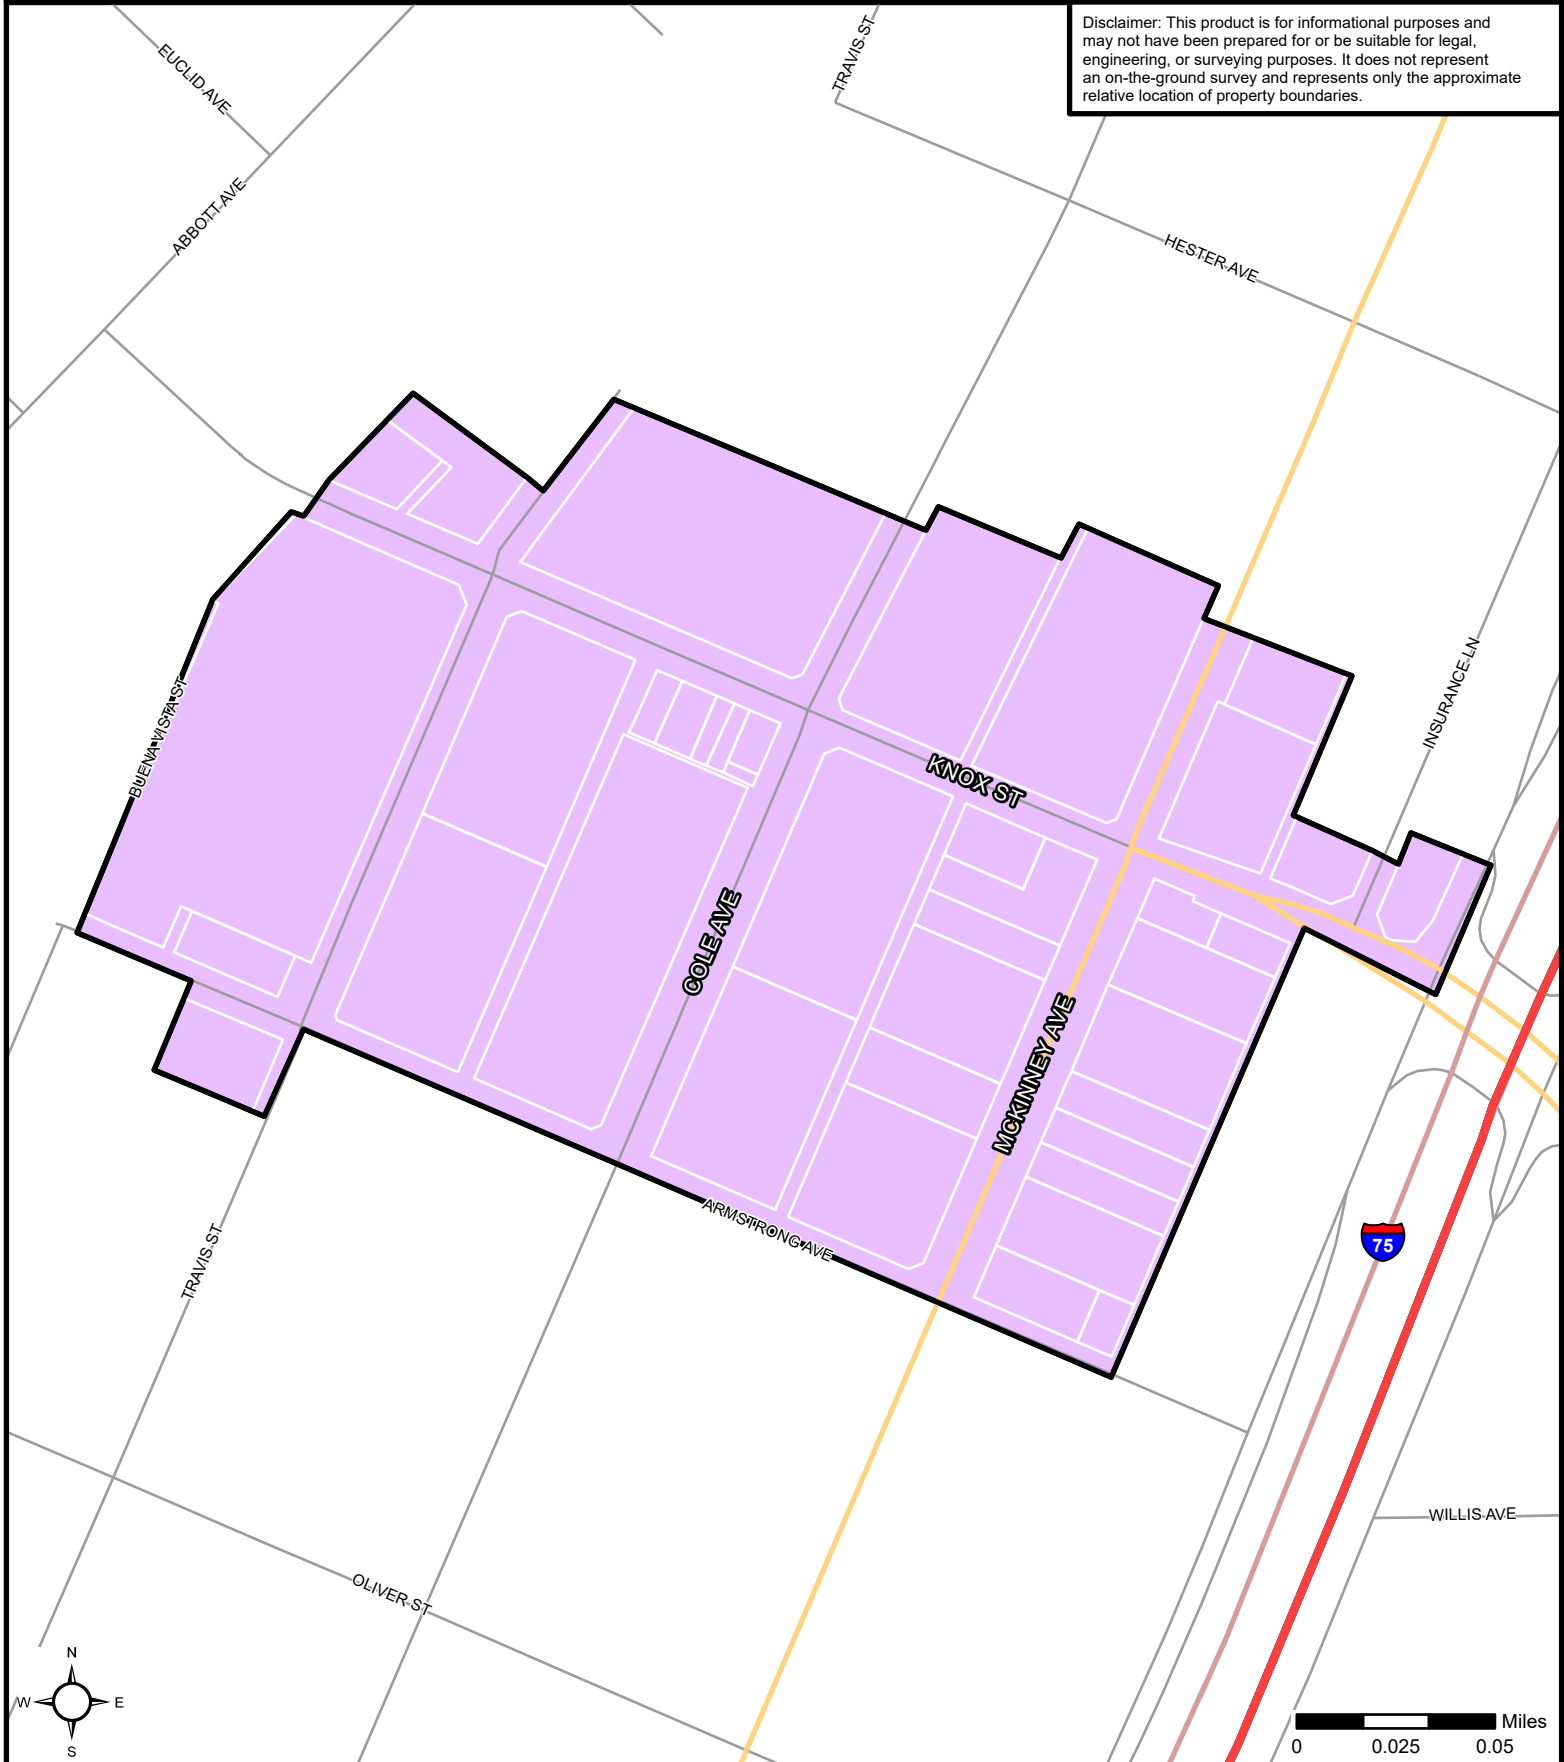 Disclaimer: This product is for informational purposes and
may not have been prepared for or be suitable for legal,
engineering, or surveying purposes. It does not represent
an on-the-ground survey and represents only the approximate
relative location of property boundaries.
TRAVIS ST
EUCLID AVE
ABBOTT AVE
HESTER AVE
INSURANCE LN
BUENA VISTA ST
KNOX ST
COLE AVE
MCKINNEY AVE
ARMSTRONG AVE
TRAVIS ST
75
WILLIS AVE
OLIVER ST
N
W E
S
Miles
0 0.025 0.05